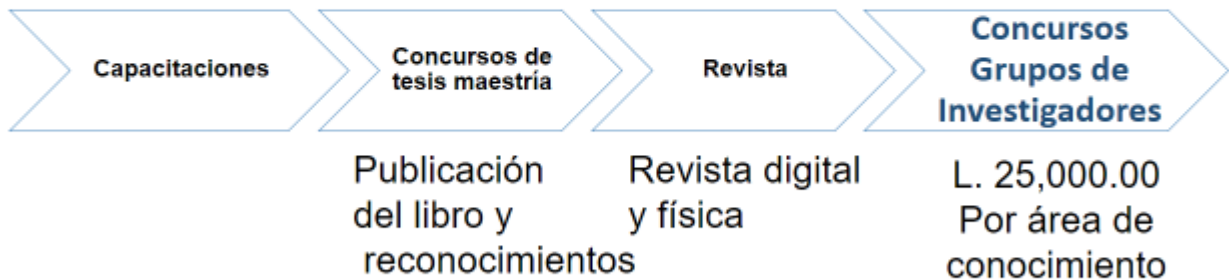 Capacitaciones
Concursos de
tesis maestría
Revista
Concursos
Grupos de
Investigadores
Publicación
del libro y
reconocimientos
Revista digital
y física
L. 25,000.00
Por área de
conocimiento